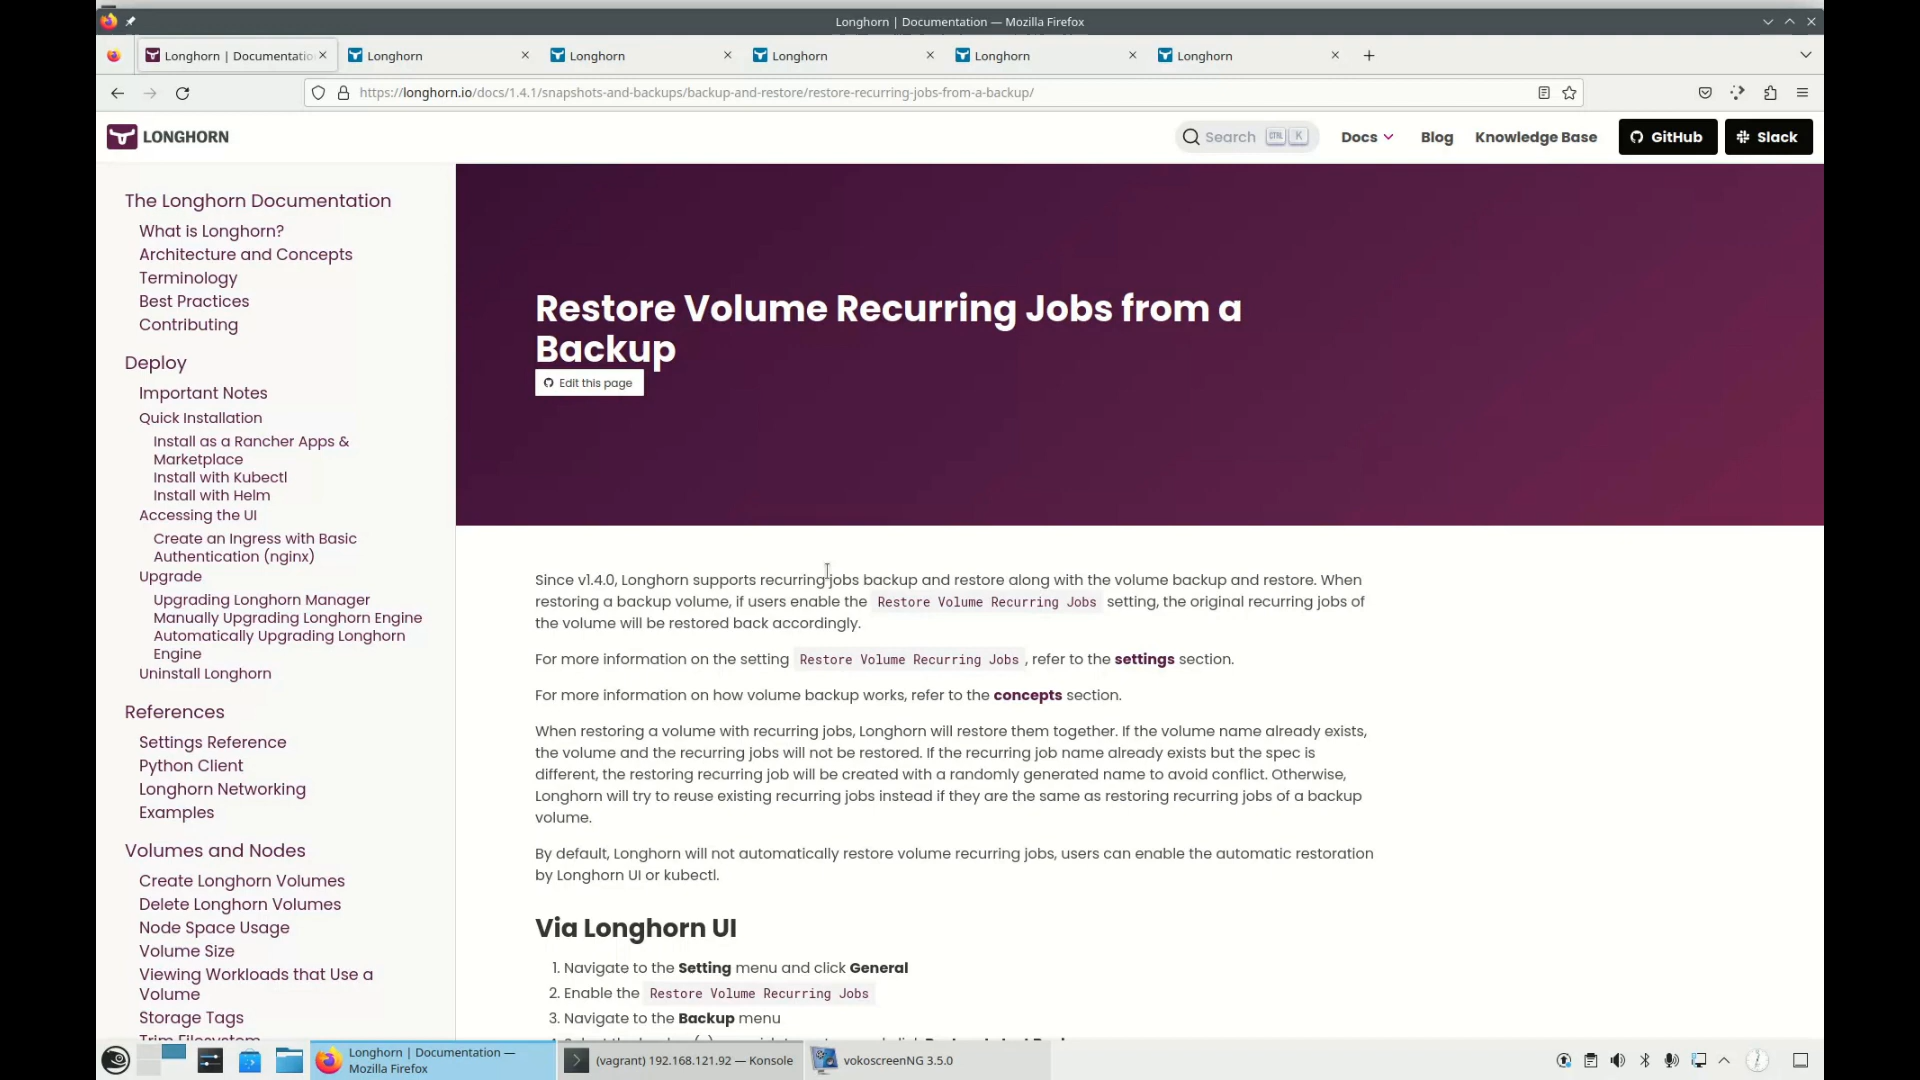 Longhorn | Documentation — Mozilla Firefox
Longhorn | Documentatio
Longhorn
Longhorn
Longhorn
Longhorn
Longhorn
https://longhorn.io/docs/1.4.1/snapshots-and-backups/backup-and-restore/restore-recurring-jobs-from-a-backup/
LONGHORN
Search CTRL K
Docs
Blog
Knowledge Base
GitHub
Slack
The Longhorn Documentation
What is Longhorn?
Architecture and Concepts
Terminology
Best Practices
Contributing
Deploy
Important Notes
Quick Installation
Install as a Rancher Apps &
Marketplace
Install with Kubectl
Install with Helm
Accessing the UI
Create an Ingress with Basic
Authentication (nginx)
Upgrade
Upgrading Longhorn Manager
Manually Upgrading Longhorn Engine
Automatically Upgrading Longhorn
Engine
Uninstall Longhorn
References
Settings Reference
Python Client
Longhorn Networking
Examples
Volumes and Nodes
Create Longhorn Volumes
Delete Longhorn Volumes
Node Space Usage
Volume Size
Viewing Workloads that Use a
Volume
Storage Tags
Trim Filesystem
Restore Volume Recurring Jobs from a
Backup
Edit this page
Since v1.4.0, Longhorn supports recurring jobs backup and restore along with the volume backup and restore. When
restoring a backup volume, if users enable the Restore Volume Recurring Jobs setting, the original recurring jobs of
the volume will be restored back accordingly.
For more information on the setting Restore Volume Recurring Jobs , refer to the settings section.
For more information on how volume backup works, refer to the concepts section.
When restoring a volume with recurring jobs, Longhorn will restore them together. If the volume name already exists,
the volume and the recurring jobs will not be restored. If the recurring job name already exists but the spec is
different, the restoring recurring job will be created with a randomly generated name to avoid conflict. Otherwise,
Longhorn will try to reuse existing recurring jobs instead if they are the same as restoring recurring jobs of a backup
volume.
By default, Longhorn will not automatically restore volume recurring jobs, users can enable the automatic restoration
by Longhorn UI or kubectl.
Via Longhorn UI
1. Navigate to the Setting menu and click General
2. Enable the Restore Volume Recurring Jobs
3. Navigate to the Backup menu
Longhorn | Documentation —
Mozilla Firefox
(vagrant) 192.168.121.92 — Konsole
vokoscreenNG 3.5.0